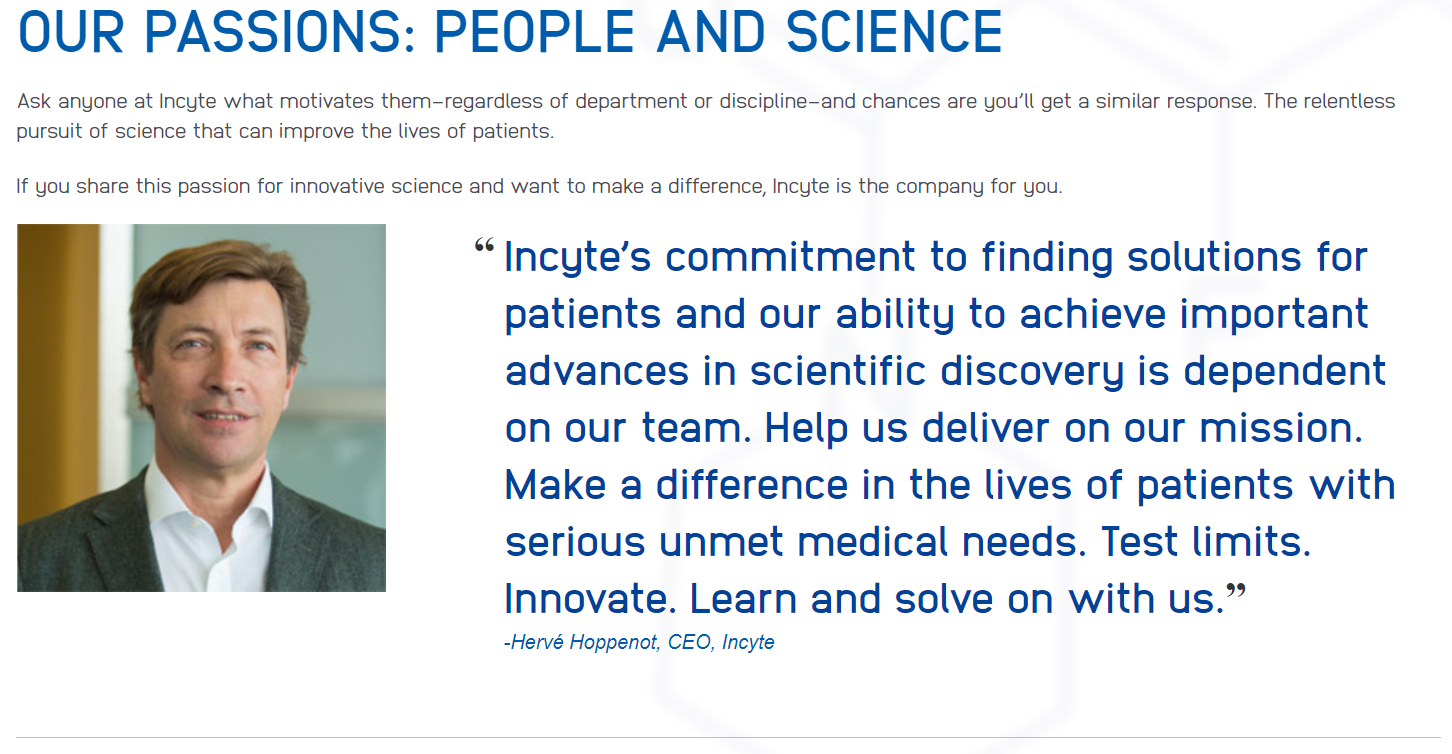 OUR PASSIONS: PEOPLE AND SCIENCE
Ask anyone at Incyte what motivates them–regardless of department or discipline–and chances are you’ll get a similar response. The relentless
pursuit of science that can improve the lives of patients.
If you share this passion for innovative science and want to make a difference, Incyte is the company for you.
“Incyte’s commitment to finding solutions for
patients and our ability to achieve important
advances in scientific discovery is dependent
on our team. Help us deliver on our mission.
Make a difference in the lives of patients with
serious unmet medical needs. Test limits.
Innovate. Learn and solve on with us.”
-Hervé Hoppenot, CEO, Incyte